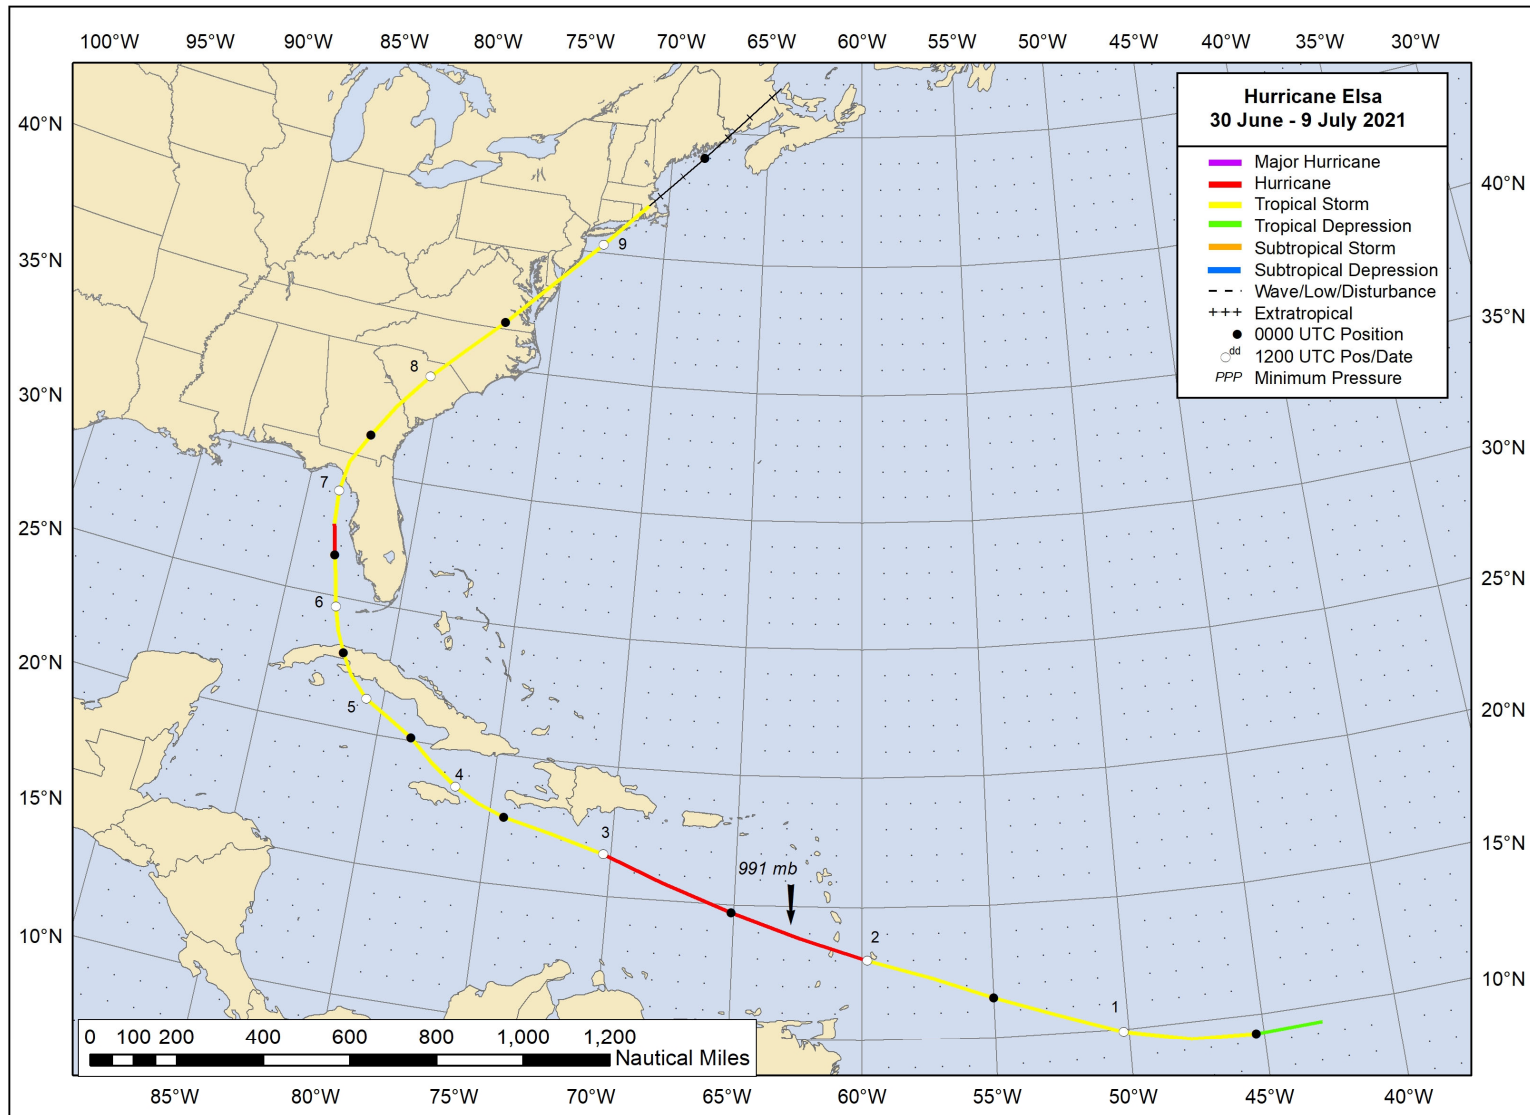 100°W 95°W 90°W 85°W 80°W 75°W 70°W 65°W 60°W 55°W 50°W 45°W 40°W 35°W 30°W
Hurricane Elsa
30 June - 9 July 2021
Major Hurricane
Hurricane
Tropical Storm
Tropical Depression
Subtropical Storm
Subtropical Depression
Wave/Low/Disturbance
+++ Extratropical
0000 UTC Position
dd 1200 UTC Pos/Date
PPP Minimum Pressure
40°N
35°N
30°N
25°N
20°N
15°N
10°N
40°N
35°N
30°N
25°N
20°N
15°N
10°N
9
8
7
6
5
4
3
991 mb
2
1
0 100 200 400 600 800 1,000 1,200
Nautical Miles
85°W 80°W 75°W 70°W 65°W 60°W 55°W 50°W 45°W 40°W